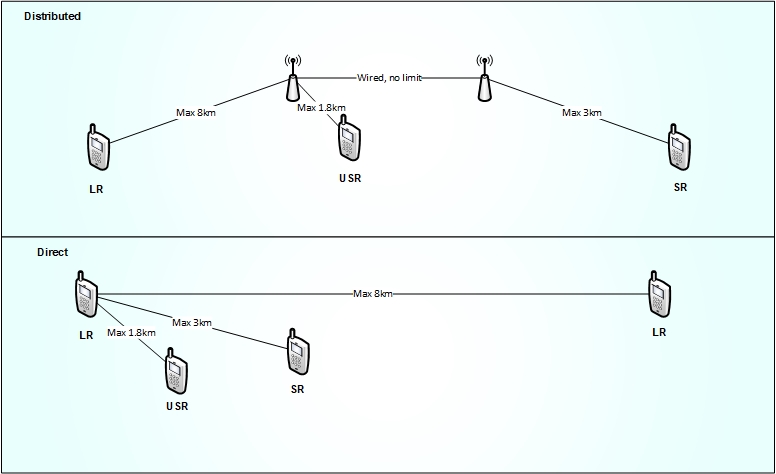 Distributed
Wired, no limit
Max 8km
Max 1.8km
Max 3km
LR
USR
SR
Direct
Max 8km
Max 3km
Max 1.8km
LR
LR
SR
USR